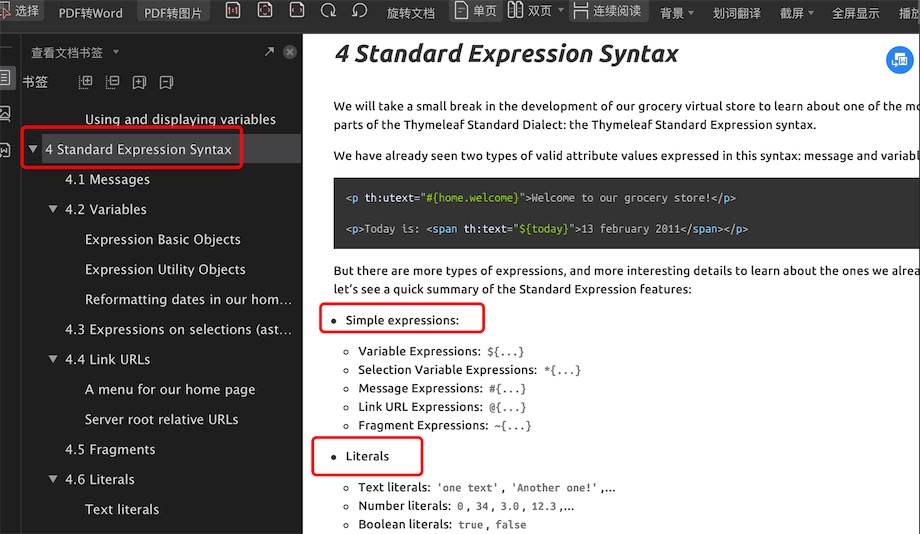 选择
PDF转Word
PDF转图片
旋转文档
单页
双页
连续阅读
背景
划词翻译
截屏
全屏显示
查看文档书签
书签
Using and displaying variables
4 Standard Expression Syntax
4.1 Messages
4.2 Variables
Expression Basic Objects
Expression Utility Objects
Reformatting dates in our hom...
4.3 Expressions on selections (ast...
4.4 Link URLs
A menu for our home page
Server root relative URLs
4.5 Fragments
4.6 Literals
Text literals
4 Standard Expression Syntax
We will take a small break in the development of our grocery virtual store to learn about one of the mo
parts of the Thymeleaf Standard Dialect: the Thymeleaf Standard Expression syntax.
We have already seen two types of valid attribute values expressed in this syntax: message and variabl
<p th:utext="#{home.welcome}">Welcome to our grocery store!</p>
<p>Today is: <span th:text="${today}">13 february 2011</span></p>
But there are more types of expressions, and more interesting details to learn about the ones we alrea
let's see a quick summary of the Standard Expression features:
• Simple expressions:
◦ Variable Expressions: ${...}
◦ Selection Variable Expressions: *{...}
◦ Message Expressions: #{...}
◦ Link URL Expressions: @{...}
◦ Fragment Expressions: ~{...}
• Literals
◦ Text literals: 'one text', 'Another one!',...
◦ Number literals: 0, 34, 3.0, 12.3,...
◦ Boolean literals: true, false